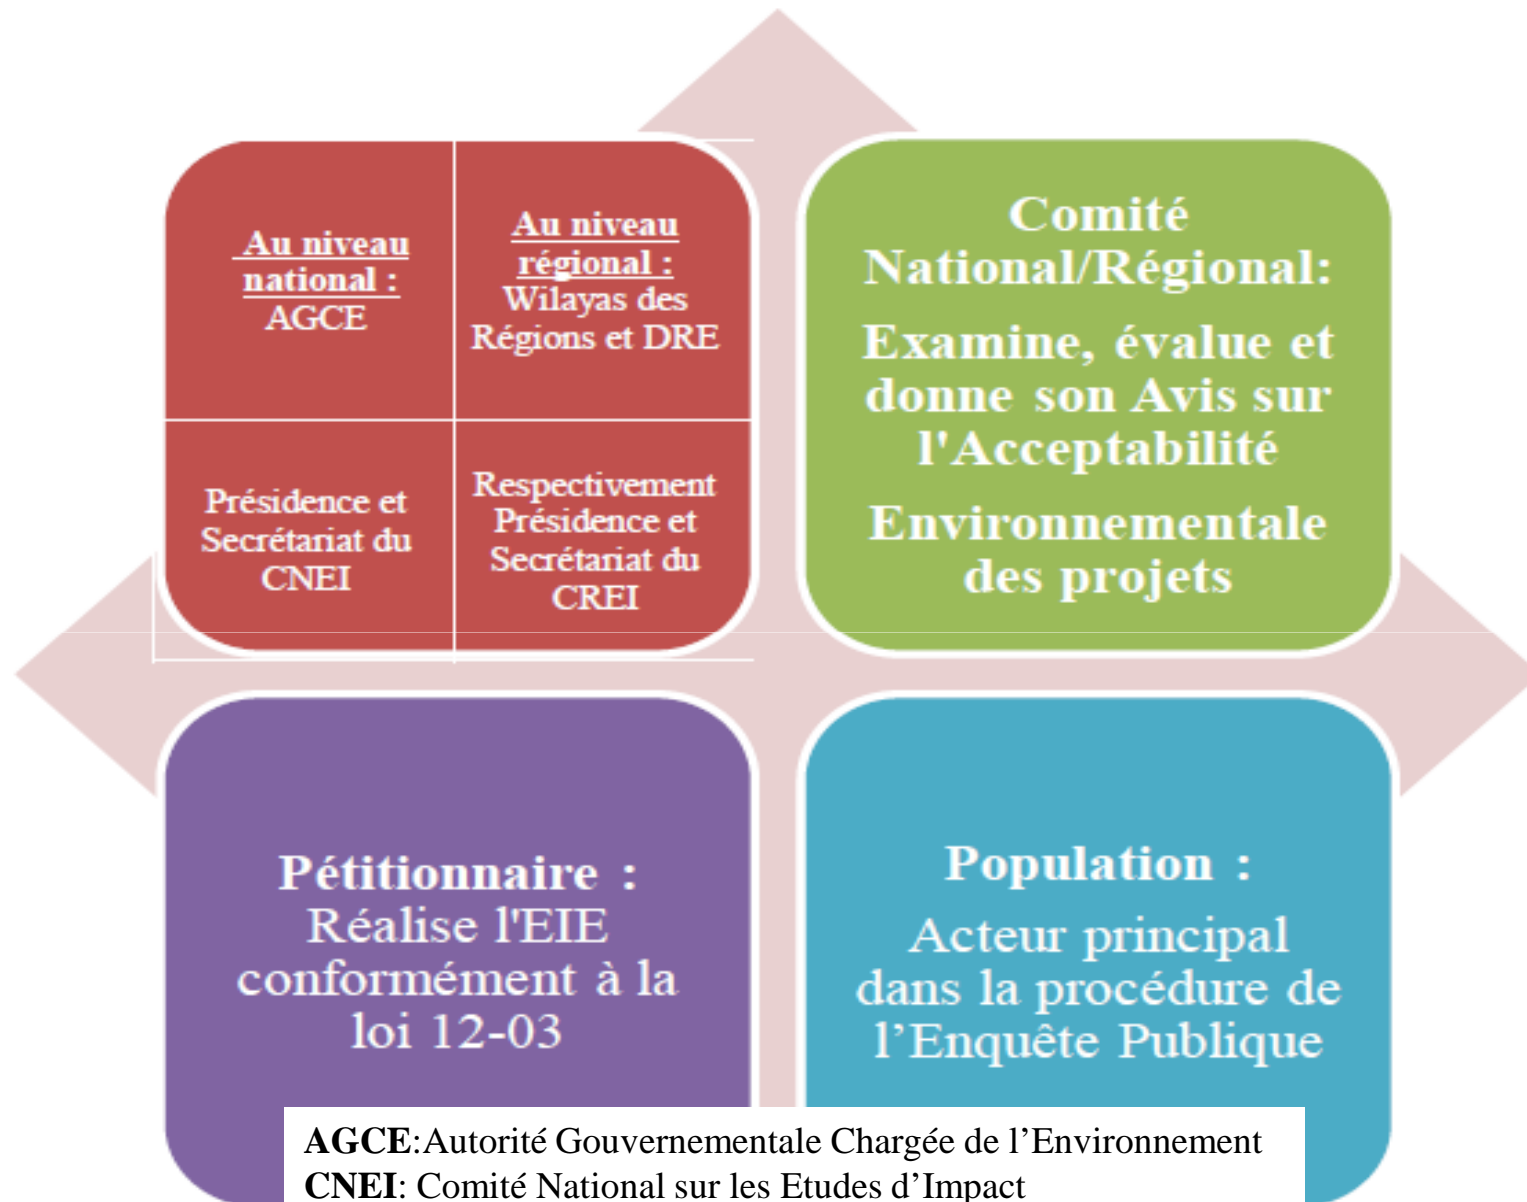 Au niveau
national :
AGCE
Au niveau
régional :
Wilayas des
Régions et DRE
Présidence et
Secrétariat du
CNEI
Respectivement
Présidence et
Secrétariat du
CREI
Comité
National/Régional:
Examine, évalue et
donne son Avis sur
l'Acceptabilité
Environnementale
des projets
Pétitionnaire :
Réalise l'EIE
conformément à la
loi 12-03
Population :
Acteur principal
dans la procédure de
l’Enquête Publique
AGCE:Autorité Gouvernementale Chargée de l’Environnement
CNEI: Comité National sur les Etudes d’Impact